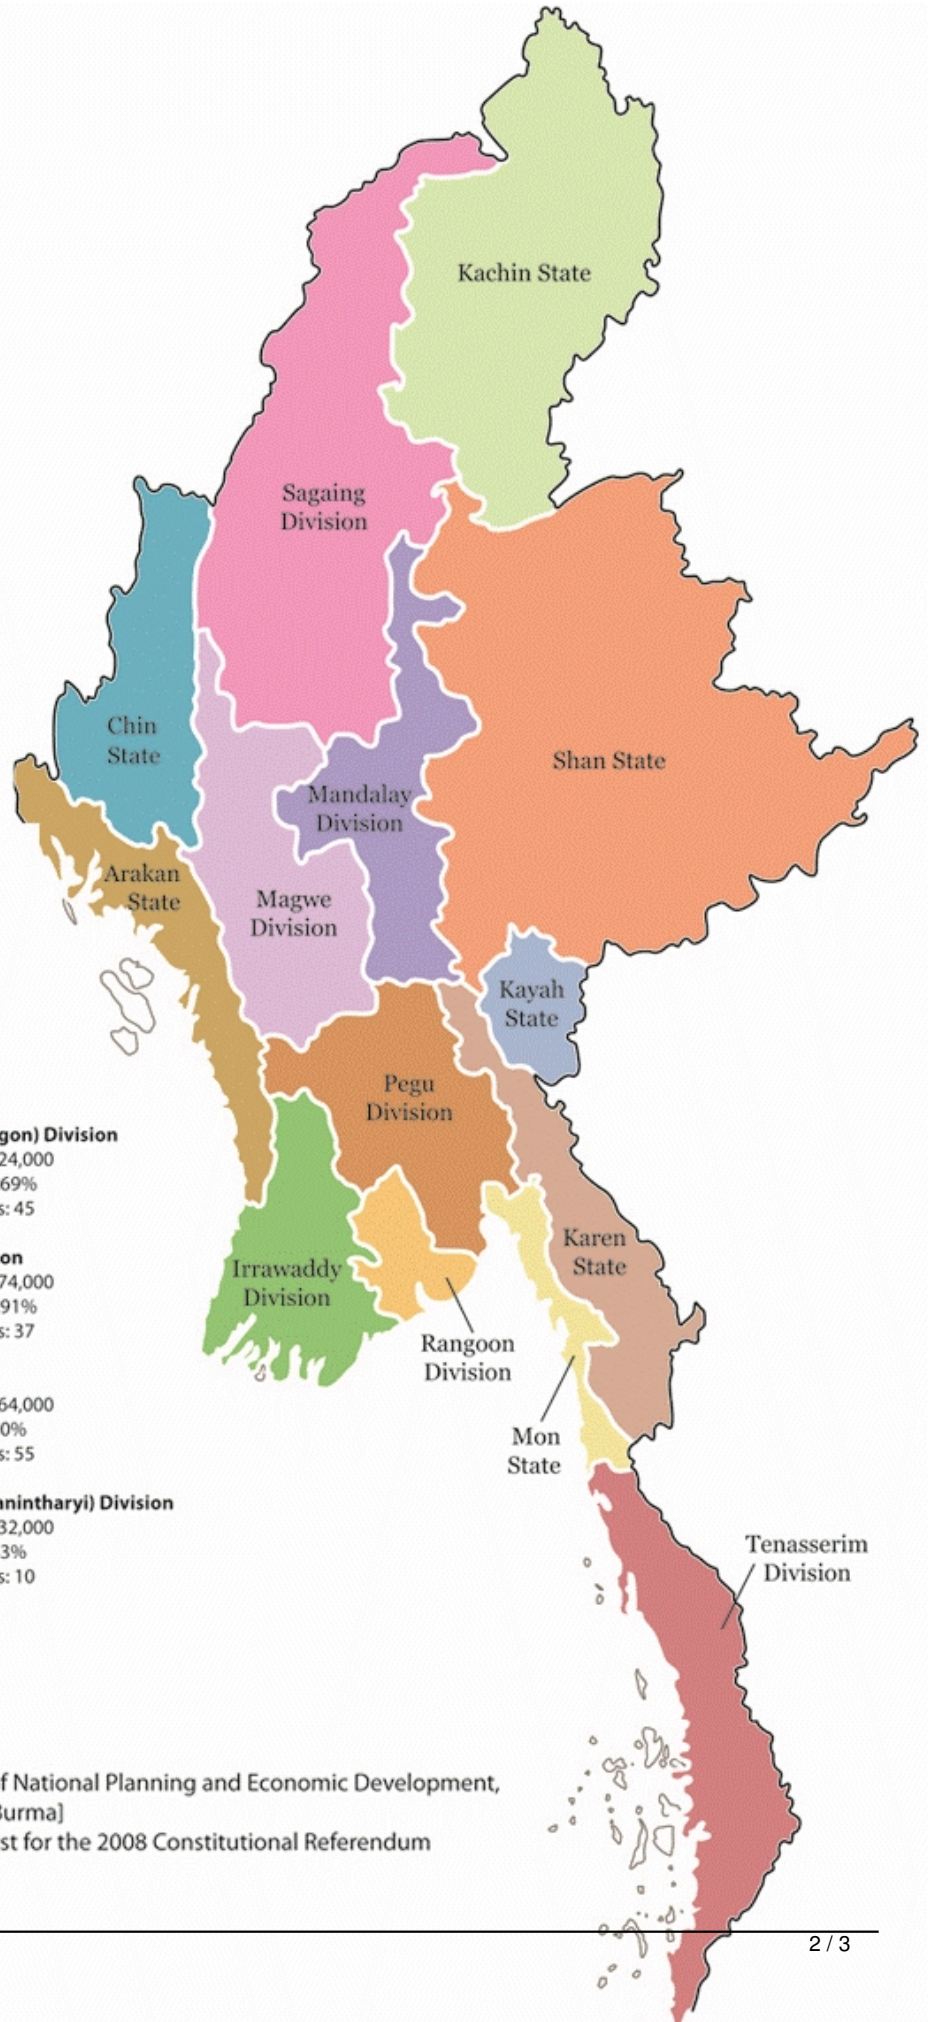 Kachin State
Sagaing
Division
Chin
State
Shan State
Mandalay
Division
Arakan
State
Magwe
Division
Kayah
State
Pegu
Division
gon) Division
24,000
69%
s: 45
Karen
State
on
74,000
91%
s: 37
Irrawaddy
Division
Rangoon
Division
64,000
0%
s: 55
Mon
State
anintharyi) Division
32,000
3%
s: 10
Tenasserim
Division
f National Planning and Economic Development,
Burma]
st for the 2008 Constitutional Referendum
2 / 3